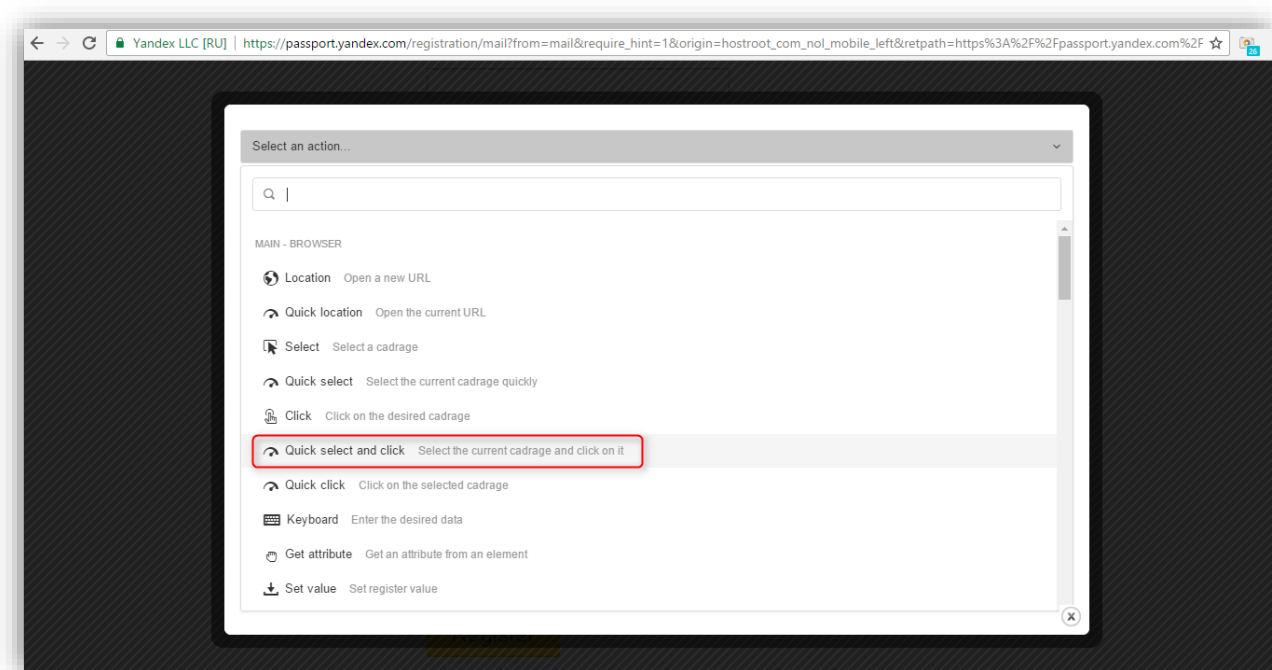 Yandex LLC [RU] | https://passport.yandex.com/registration/mail?from=mail&require_hint=1&origin=hostroot_com_nol_mobile_left&retpath=https%3A%2F%2Fpassport.yandex.com%2F
26
Select an action...
MAIN - BROWSER
Location Open a new URL
Quick location Open the current URL
Select Select a cadrage
Quick select Select the current cadrage quickly
Click Click on the desired cadrage
Quick select and click Select the current cadrage and click on it
Quick click Click on the selected cadrage
Keyboard Enter the desired data
Get attribute Get an attribute from an element
Set value Set register value
x
Register